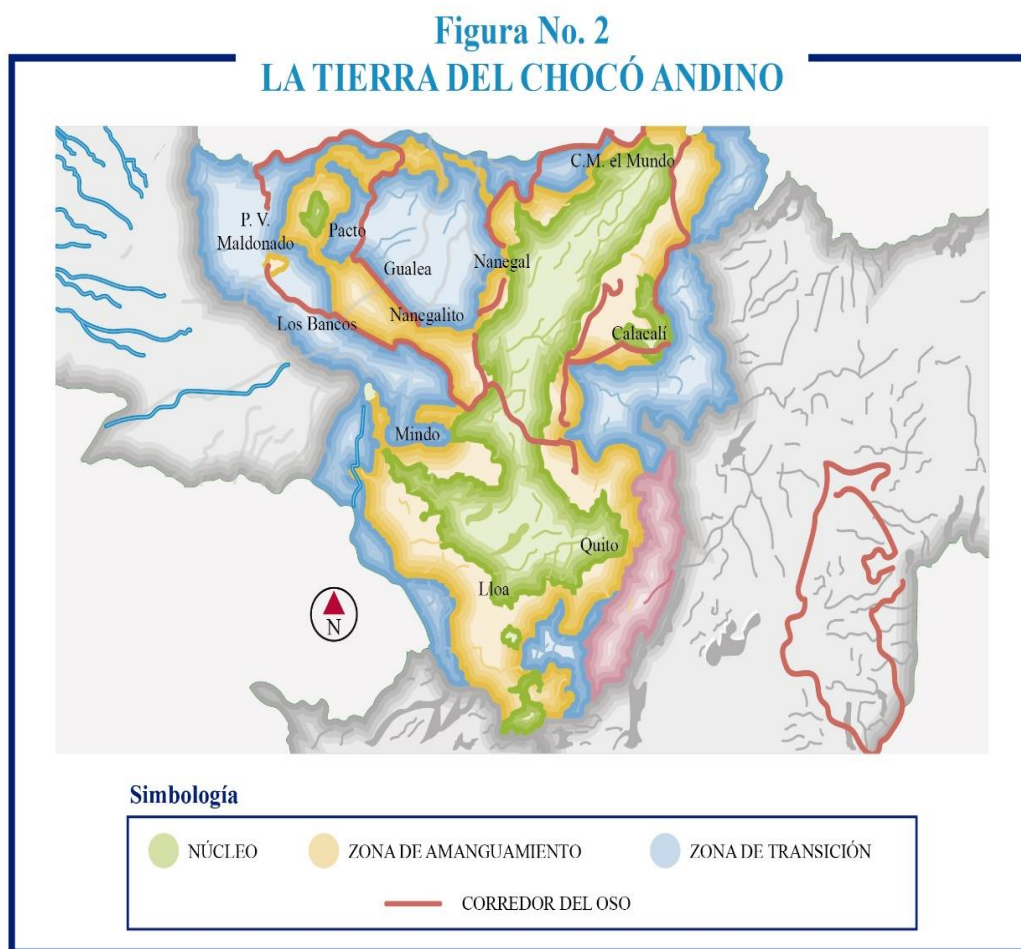 Figura No. 2
LA TIERRA DEL CHOCÓ ANDINO
C.M. el Mundo
P. V.
Maldonado
Pacto
Gualea
Nanegal
Los Bancos
Nanegalito
Calacalí
Mindo
Quito
Lloa
N
Simbología
NÚCLEO
ZONA DE AMANGUAMIENTO
ZONA DE TRANSICIÓN
CORREDOR DEL OSO